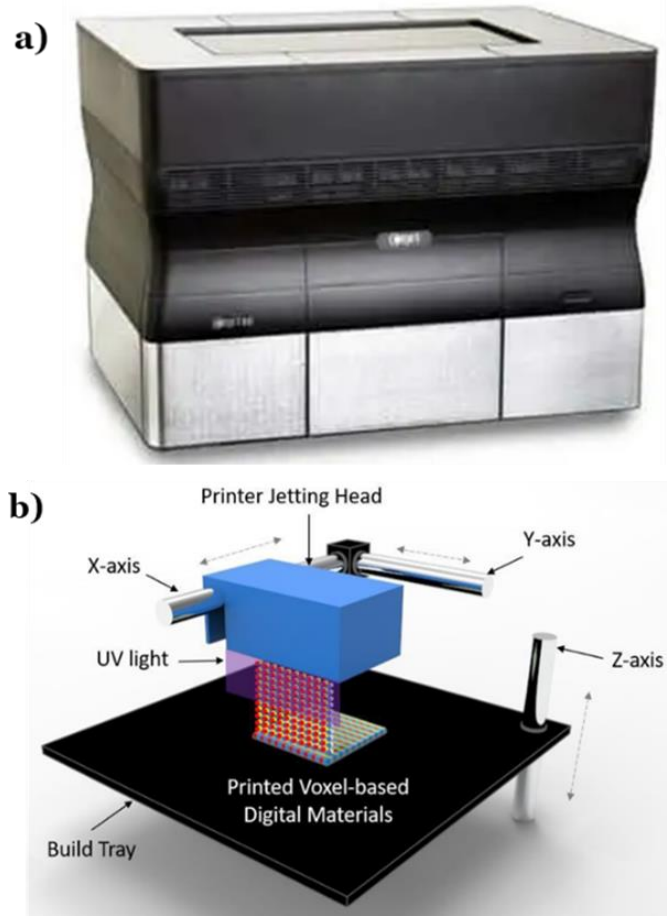 a)
b)
Printer Jetting Head
Y-axis
X-axis
UV light
Z-axis
Printed Voxel-based
Digital Materials
Build Tray